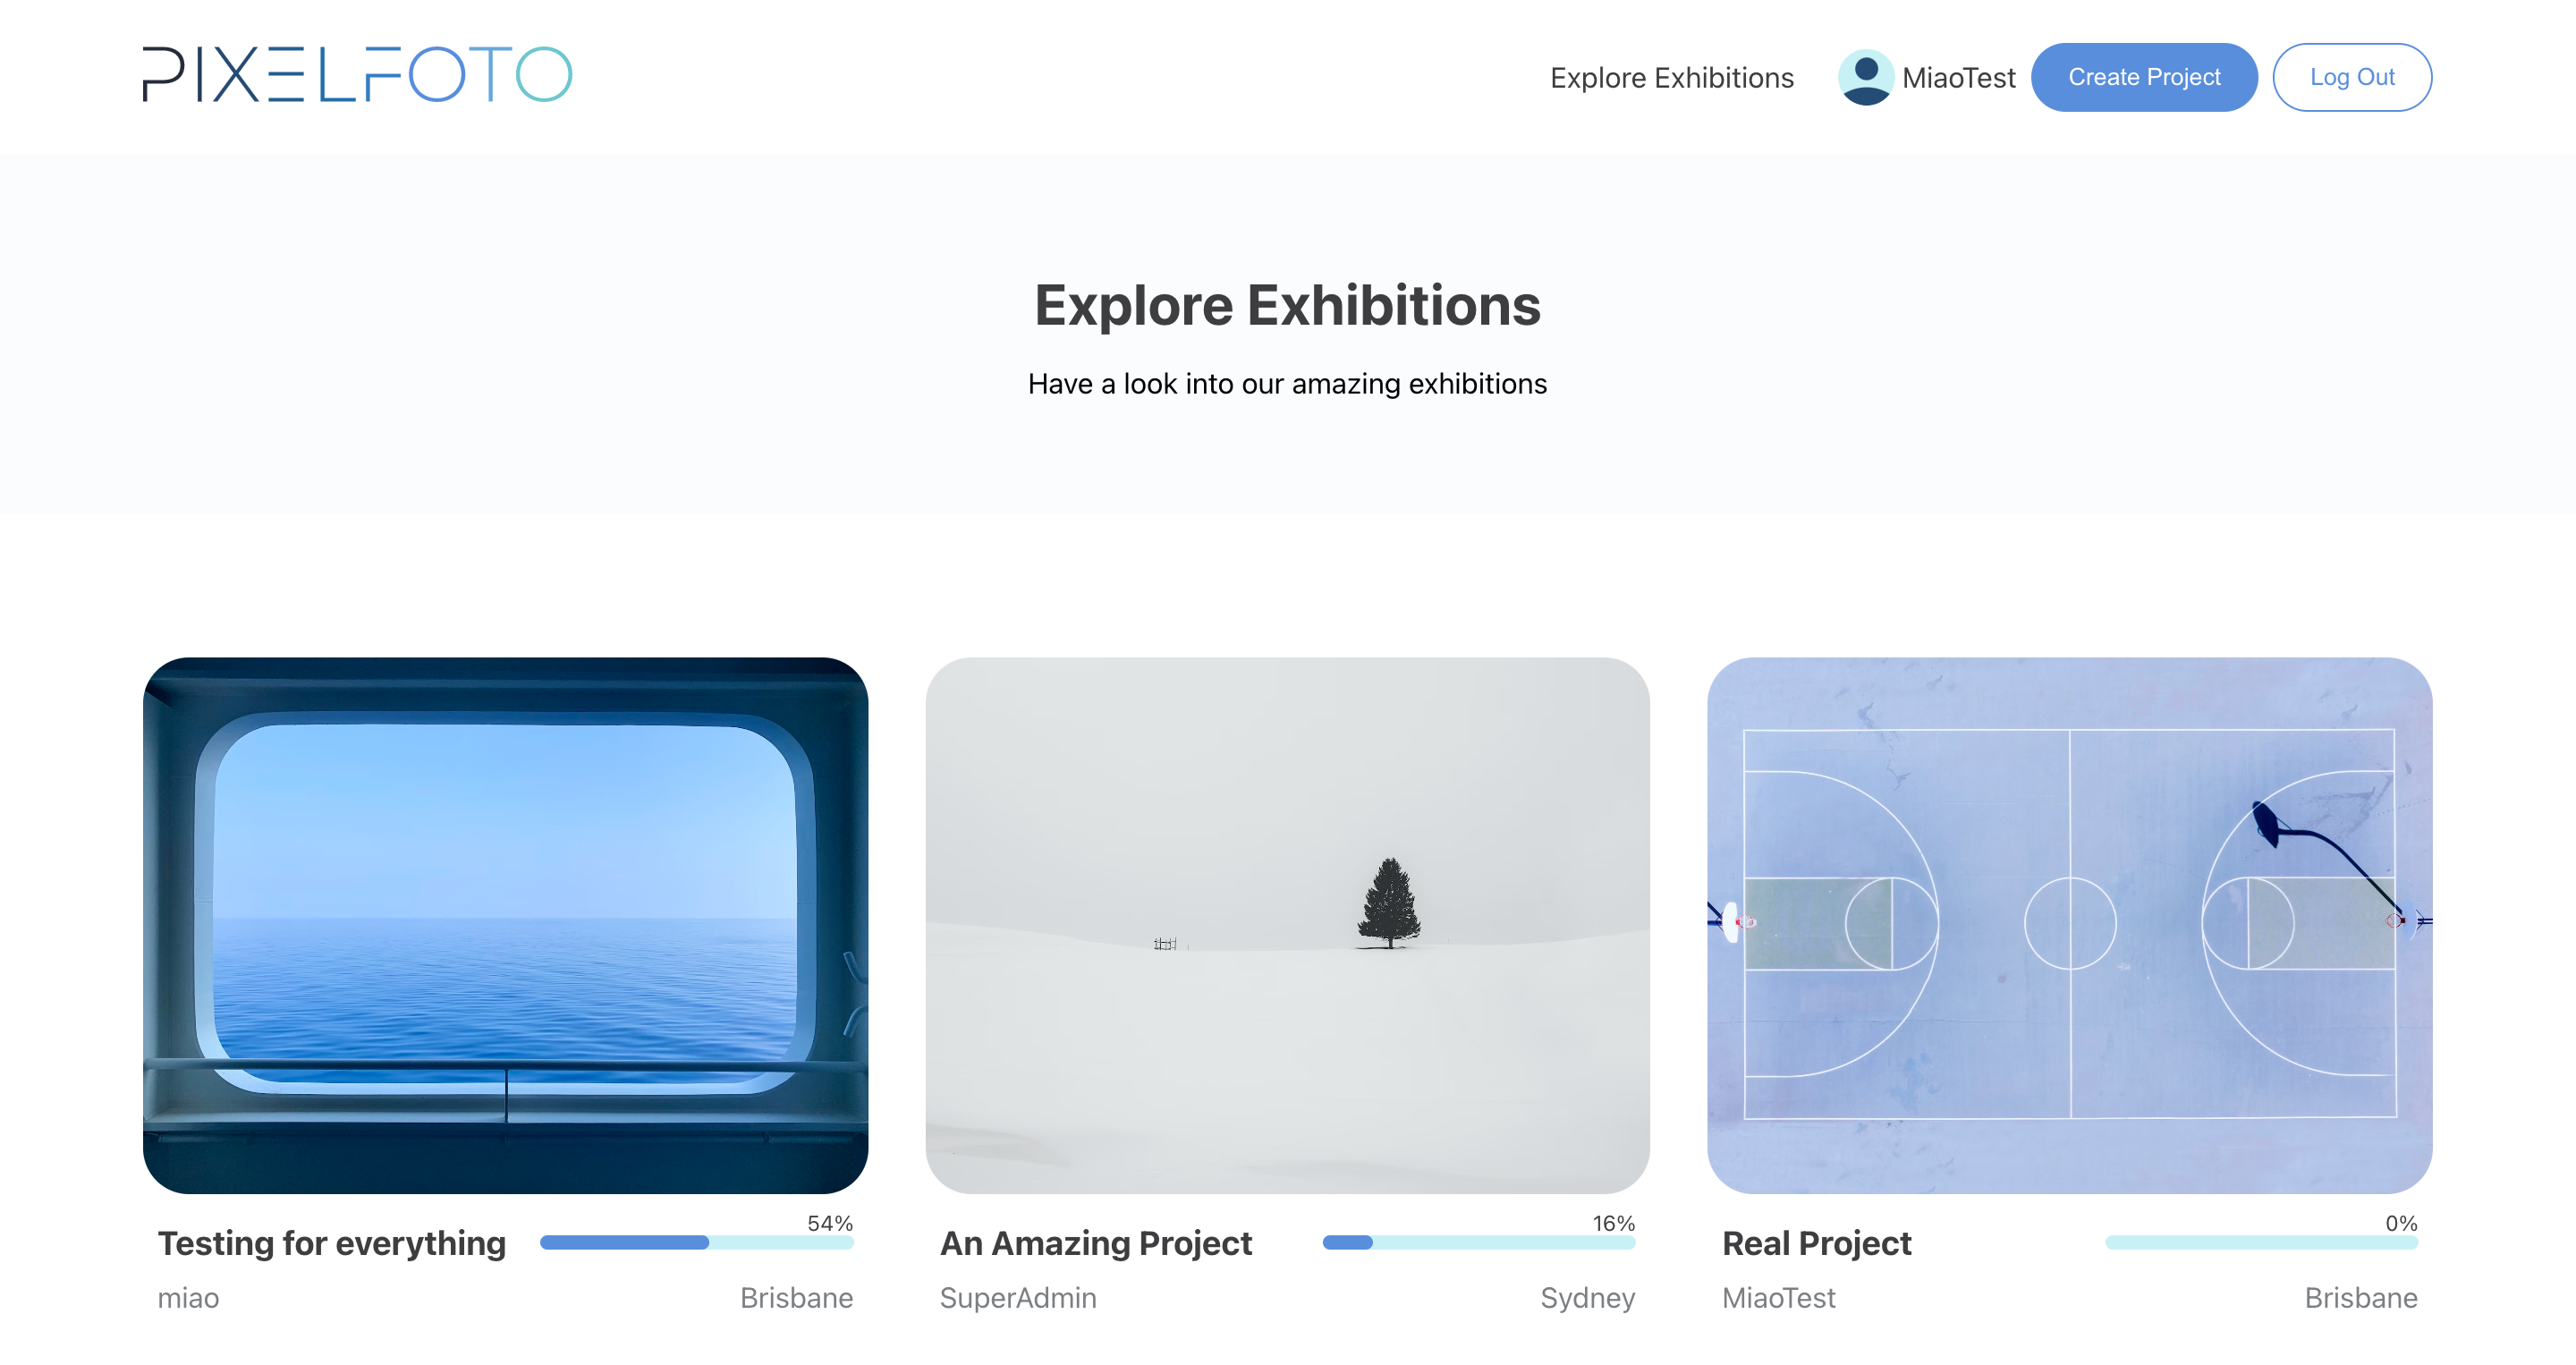 PIXELFOTO
Explore Exhibitions
MiaoTest
Create Project
Log Out
Explore Exhibitions
Have a look into our amazing exhibitions
54%
Testing for everything
miao
Brisbane
16%
An Amazing Project
SuperAdmin
Sydney
0%
Real Project
MiaoTest
Brisbane